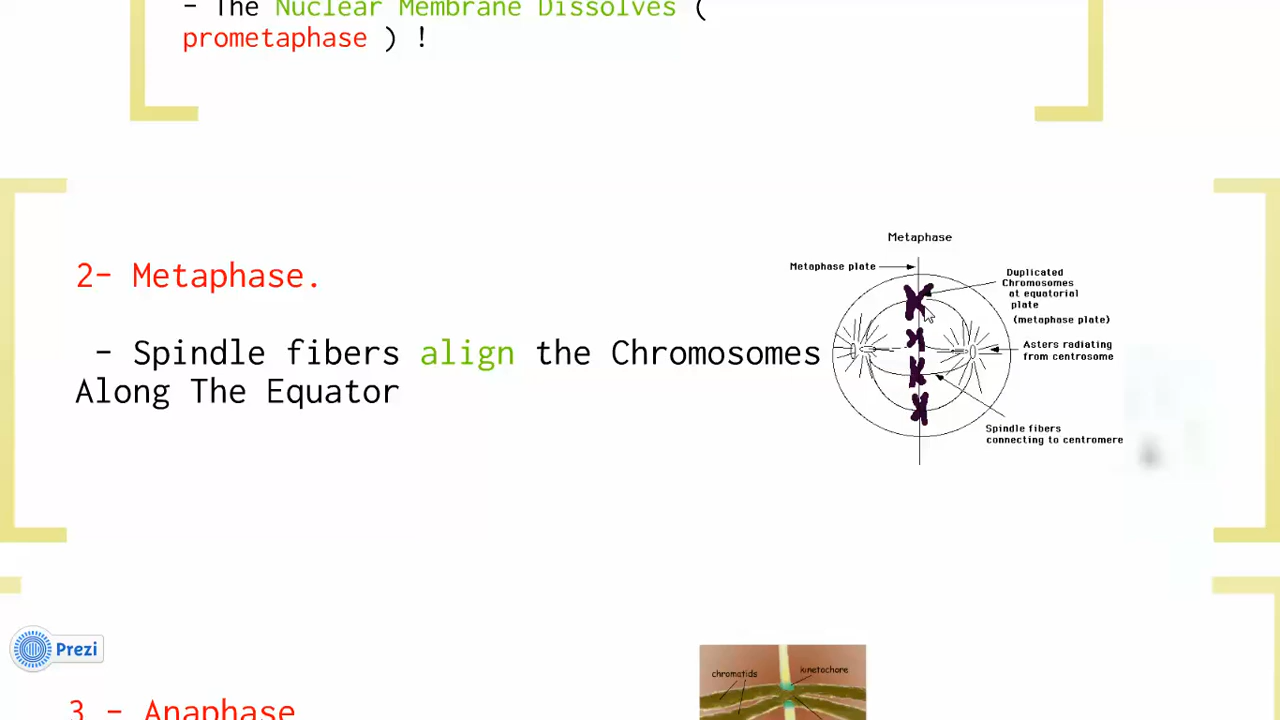 - The Nuclear Membrane Dissolves (
prometaphase ) !
2- Metaphase.
- Spindle fibers align the Chromosomes
Along The Equator
Metaphase
Metaphase plate
Duplicated
Chromosomes
at equatorial
plate
(metaphase plate)
Asters radiating
from centrosome
Spindle fibers
connecting to centromere
Prezi
3 - Anaphase
chromatids
kinetochore